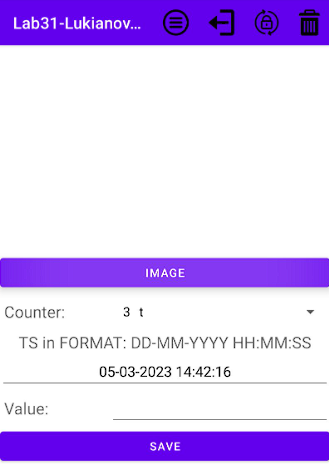 Lab31-Lukianov...
IMAGE
Counter: 3 t
TS in FORMAT: DD-MM-YYYY HH:MM:SS
05-03-2023 14:42:16
Value:
SAVE